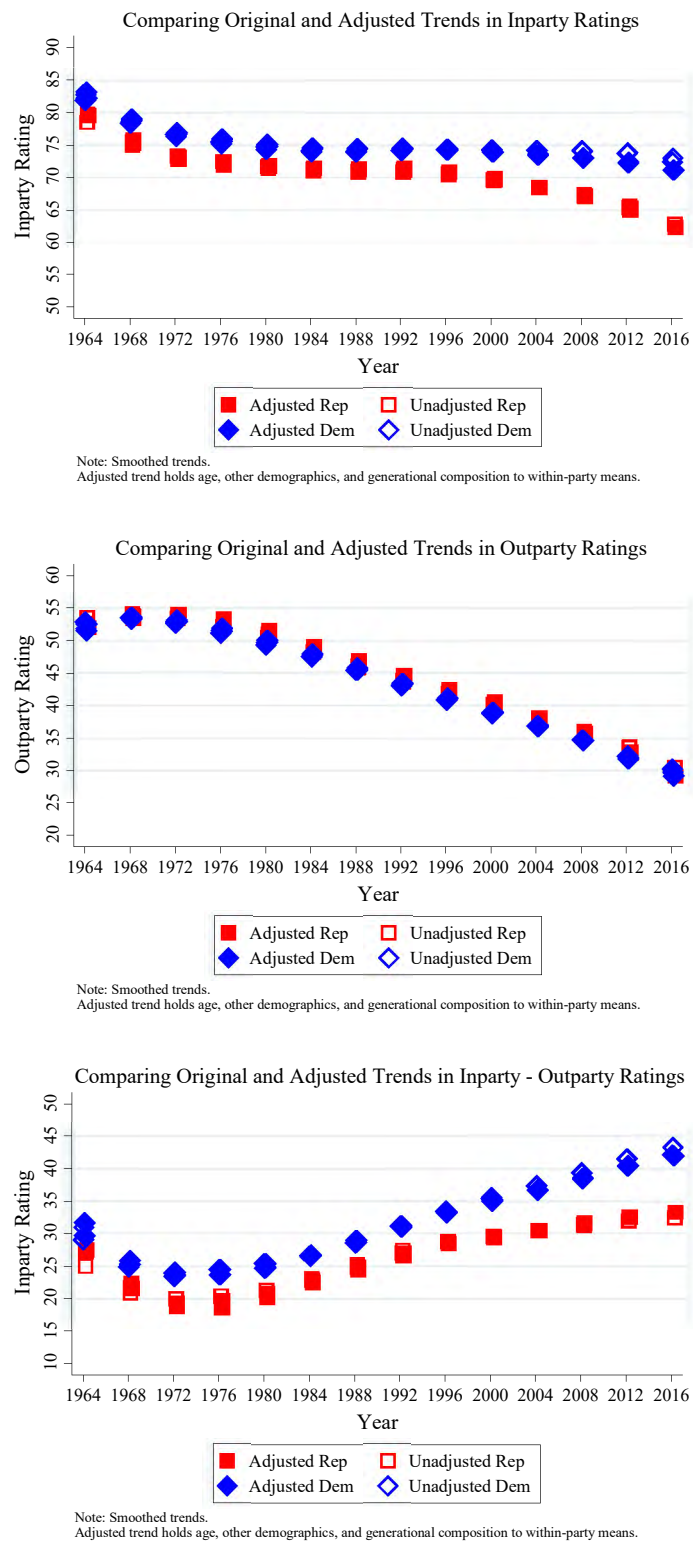 Comparing Original and Adjusted Trends in Inparty Ratings
Inparty Rating
90
85
80
75
70
65
60
55
50
1964 1968 1972 1976 1980 1984 1988 1992 1996 2000 2004 2008 2012 2016
Year
Adjusted Rep Unadjusted Rep
Adjusted Dem Unadjusted Dem
Note: Smoothed trends.
Adjusted trend holds age, other demographics, and generational composition to within-party means.
Comparing Original and Adjusted Trends in Outparty Ratings
Outparty Rating
60
55
50
45
40
35
30
25
20
1964 1968 1972 1976 1980 1984 1988 1992 1996 2000 2004 2008 2012 2016
Year
Adjusted Rep Unadjusted Rep
Adjusted Dem Unadjusted Dem
Note: Smoothed trends.
Adjusted trend holds age, other demographics, and generational composition to within-party means.
Comparing Original and Adjusted Trends in Inparty - Outparty Ratings
Inparty Rating
50
45
40
35
30
25
20
15
10
1964 1968 1972 1976 1980 1984 1988 1992 1996 2000 2004 2008 2012 2016
Year
Adjusted Rep Unadjusted Rep
Adjusted Dem Unadjusted Dem
Note: Smoothed trends.
Adjusted trend holds age, other demographics, and generational composition to within-party means.